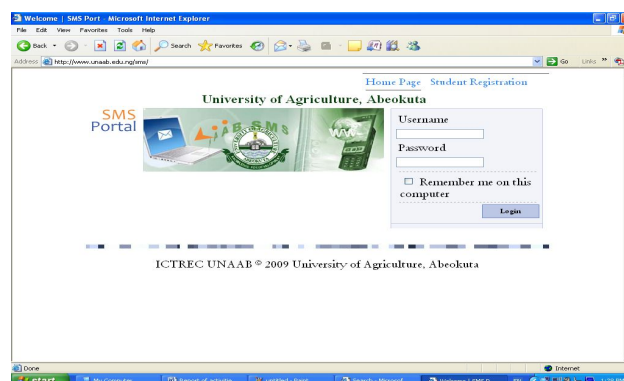 Welcome | SMS Port - Microsoft Internet Explorer
File Edit View Favorites Tools Help
Back Search Favorites
Address http://www.unaab.edu.ng/sms/ Go Links »
Home Page Student Registration
University of Agriculture, Abeokuta
SMS
Portal
Username
Password
Remember me on this
computer
Login
ICTREC UNAAB © 2009 University of Agriculture, Abeokuta
Done Internet
start My Computer